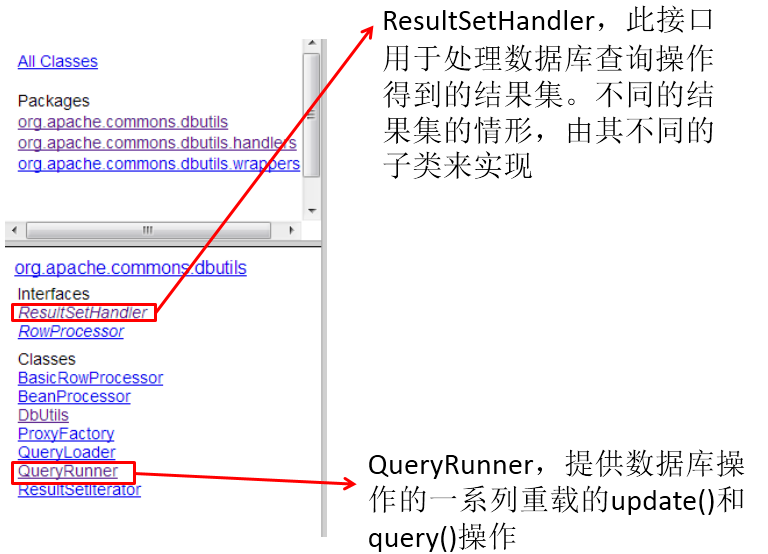 All Classes
Packages
org.apache.commons.dbutils
org.apache.commons.dbutils.handlers
org.apache.commons.dbutils.wrappers
org.apache.commons.dbutils
Interfaces
ResultSetHandler
RowProcessor
Classes
BasicRowProcessor
BeanProcessor
DbUtils
ProxyFactory
QueryLoader
QueryRunner
ResultSetIterator
ResultSetHandler，此接口
用于处理数据库查询操作
得到的结果集。不同的结
果集的情形，由其不同的
子类来实现
QueryRunner，提供数据库操
作的一系列重载的update()和
query()操作